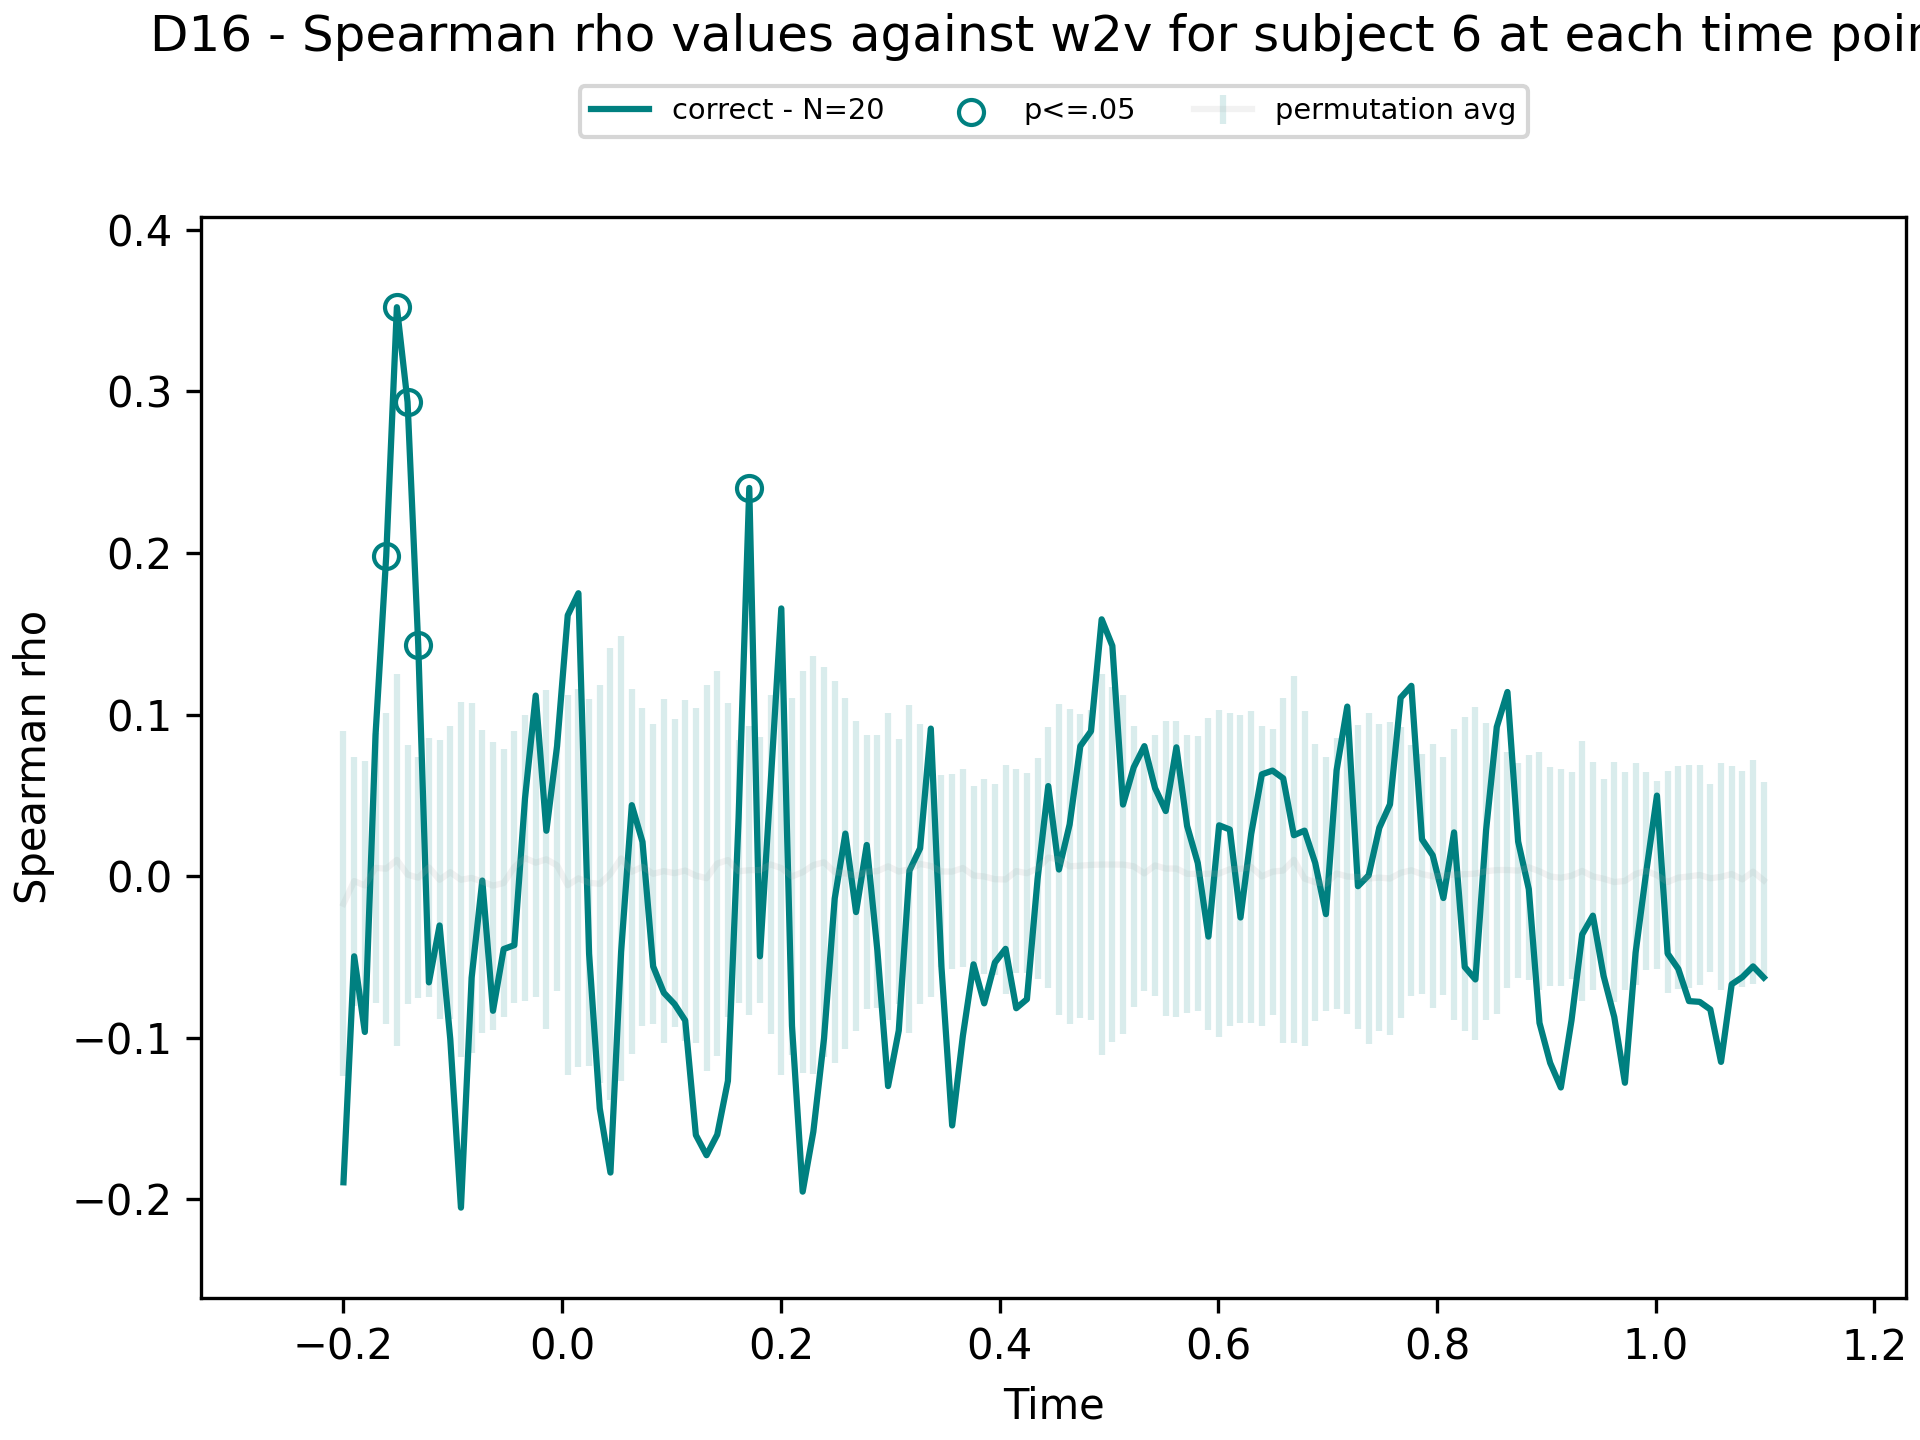 D16 - Spearman rho values against w2v for subject 6 at each time poin
correct - N=20
p<=.05
permutation avg
0.4
0.3
0.2
0.1
0.0
−0.1
−0.2
Spearman rho
−0.2
0.0
0.2
0.4
0.6
0.8
1.0
1.2
Time